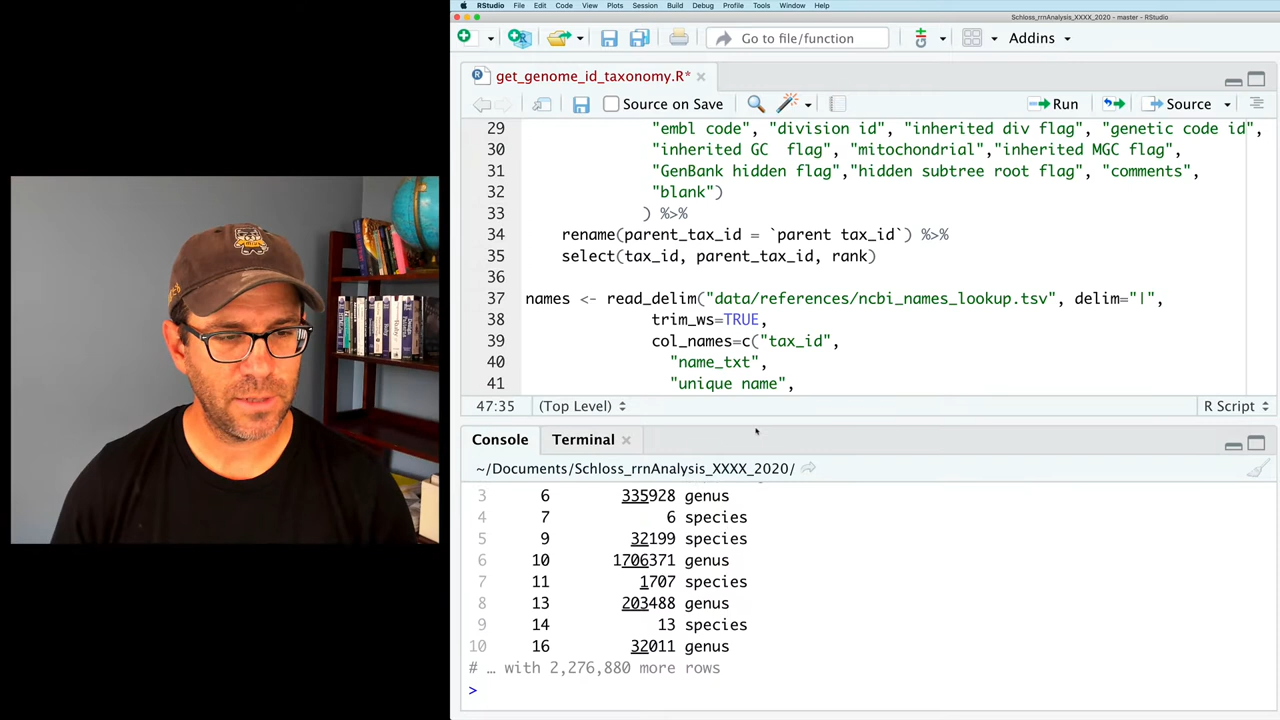 RStudio File Edit Code View Plots Session Build Debug Profile Tools Window Help
Schloss_rrnAnalysis_XXXX_2020 - master - RStudio
Go to file/function Addins
get_genome_id_taxonomy.R*
Source on Save Run Source
29 "embl code", "division id", "inherited div flag", "genetic code id",
30 "inherited GC  flag", "mitochondrial","inherited MGC flag",
31 "GenBank hidden flag","hidden subtree root flag", "comments",
32 "blank")
33 ) %>%
34 rename(parent_tax_id = `parent tax_id`) %>%
35 select(tax_id, parent_tax_id, rank)
36
37 names <- read_delim("data/references/ncbi_names_lookup.tsv", delim="|",
38 trim_ws=TRUE,
39 col_names=c("tax_id",
40 "name_txt",
41 "unique name",
47:35 (Top Level) R Script
Console Terminal
~/Documents/Schloss_rrnAnalysis_XXXX_2020/
3 6 335928 genus
4 7 6 species
5 9 32199 species
6 10 1706371 genus
7 11 1707 species
8 13 203488 genus
9 14 13 species
10 16 32011 genus
# … with 2,276,880 more rows
>